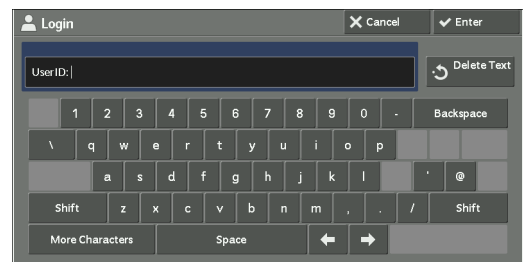 Login
Cancel
Enter
UserID:
Delete Text
1 2 3 4 5 6 7 8 9 0 - Backspace
\ q w e r t y u i o p
a s d f g h j k l ' @
Shift z x c v b n m , . / Shift
More Characters Space